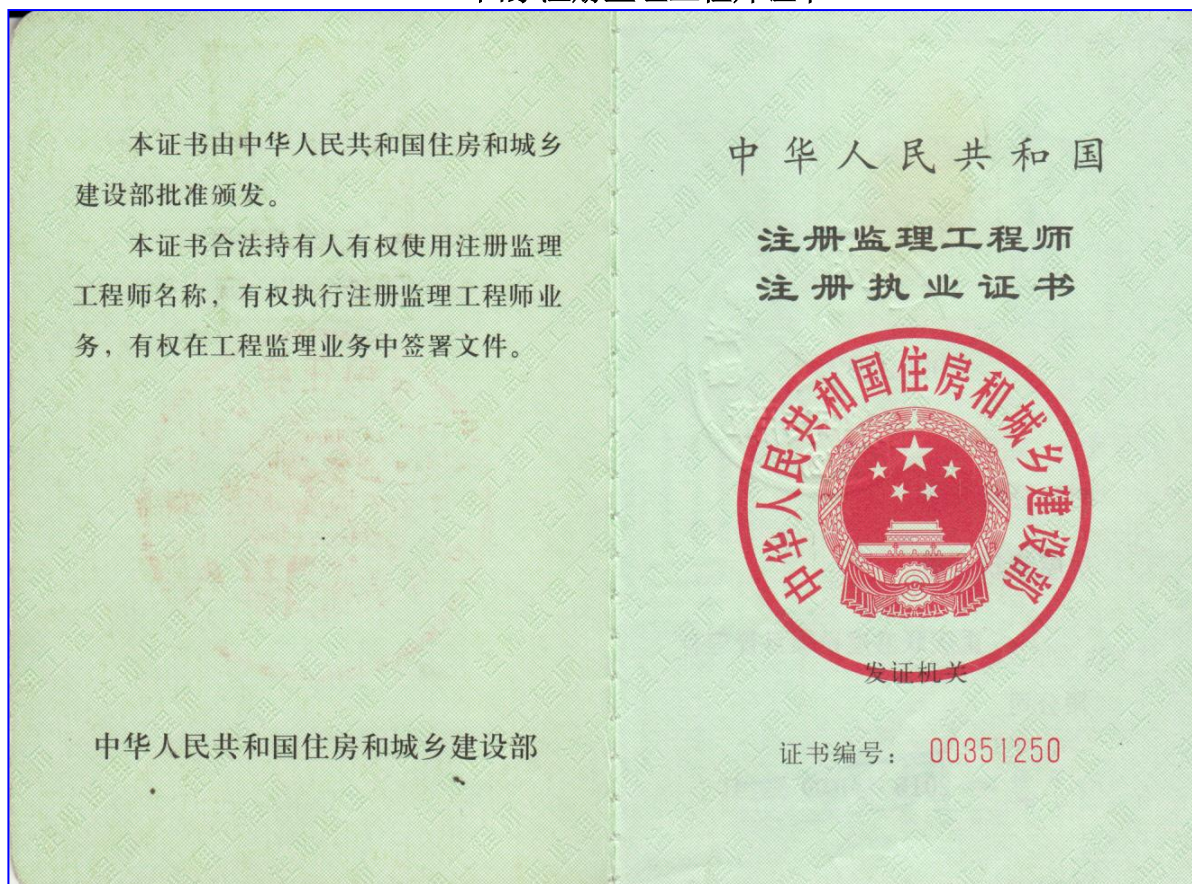 本证书由中华人民共和国住房和城乡
建设部批准颁发。
本证书合法持有人有权使用注册监理
工程师名称，有权执行注册监理工程师业
务，有权在工程监理业务中签署文件。
中华人民共和国住房和城乡建设部
中华人民共和国
注册监理工程师
注册执业证书
中华人民共和国住房和城乡建设部
发证机关
证书编号： 00351250